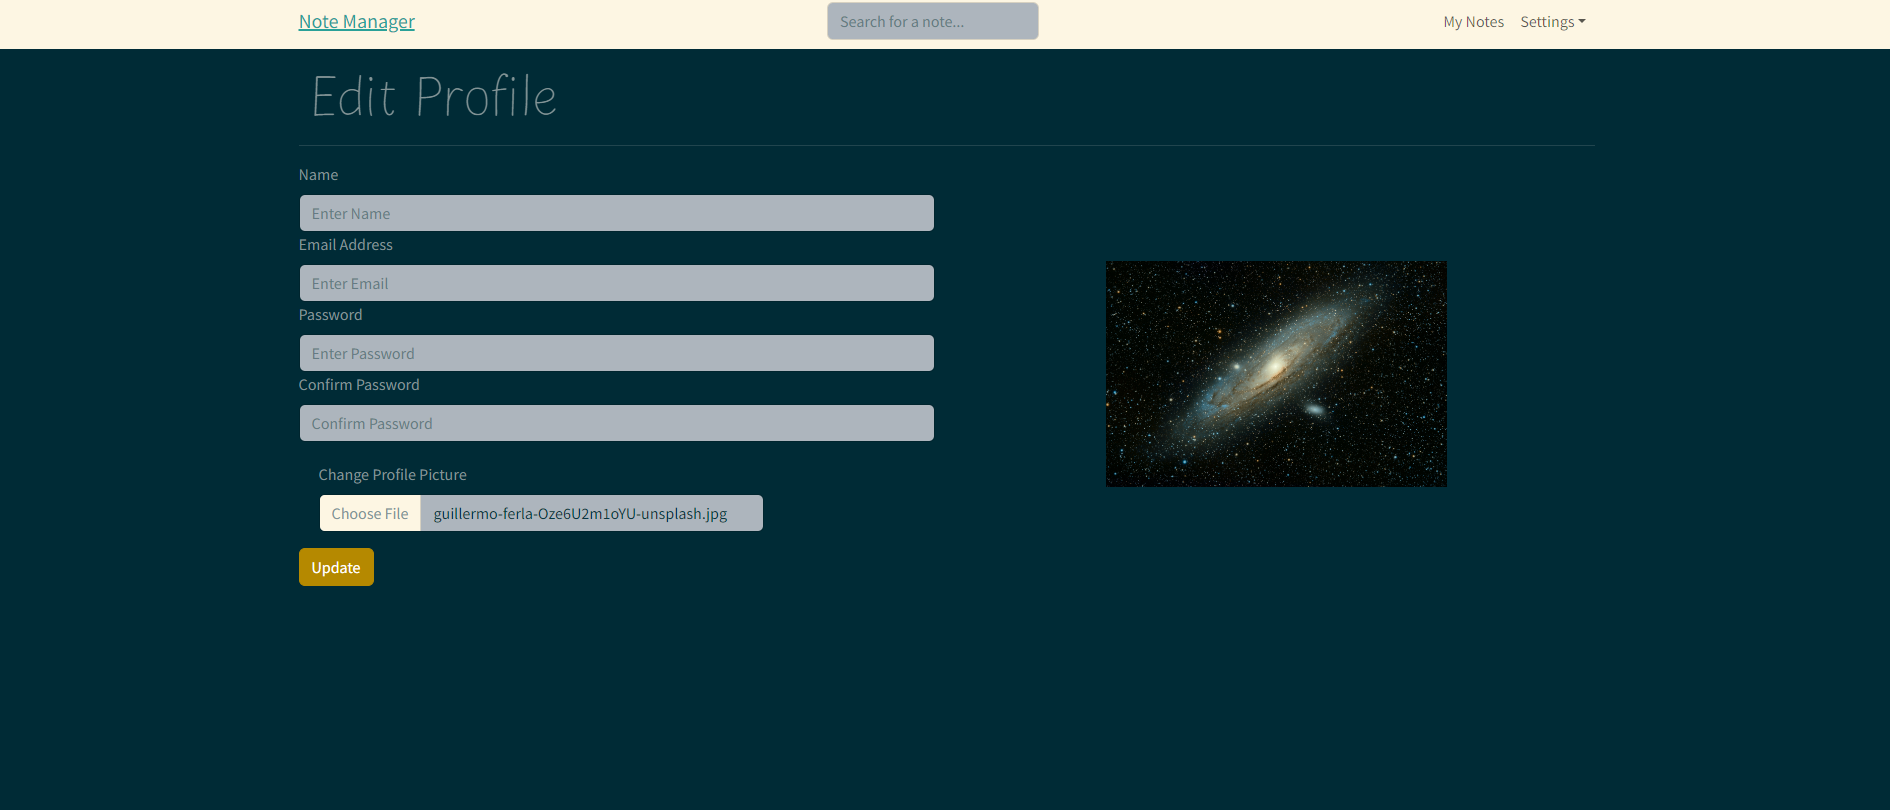 Note Manager
Search for a note...
My Notes
Settings
Edit Profile
Name
Enter Name
Email Address
Enter Email
Password
Enter Password
Confirm Password
Confirm Password
Change Profile Picture
Choose File guillermo-ferla-Oze6U2m1oYU-unsplash.jpg
Update